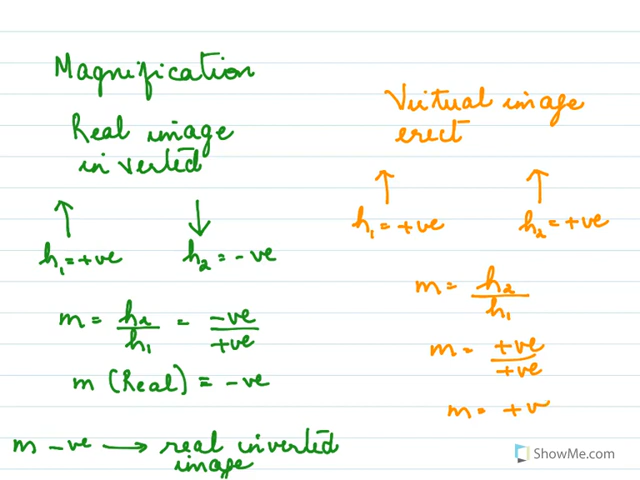 Magnification
Real image
inverted
h₁=+ve h₂=-ve
m = h₂/h₁ = -ve/+ve
m (Real) = -ve
m -ve → real inverted
image
Virtual image
erect
h₁=+ve h₂=+ve
m = h₂/h₁
m = +ve/+ve
m = +v
ShowMe.com